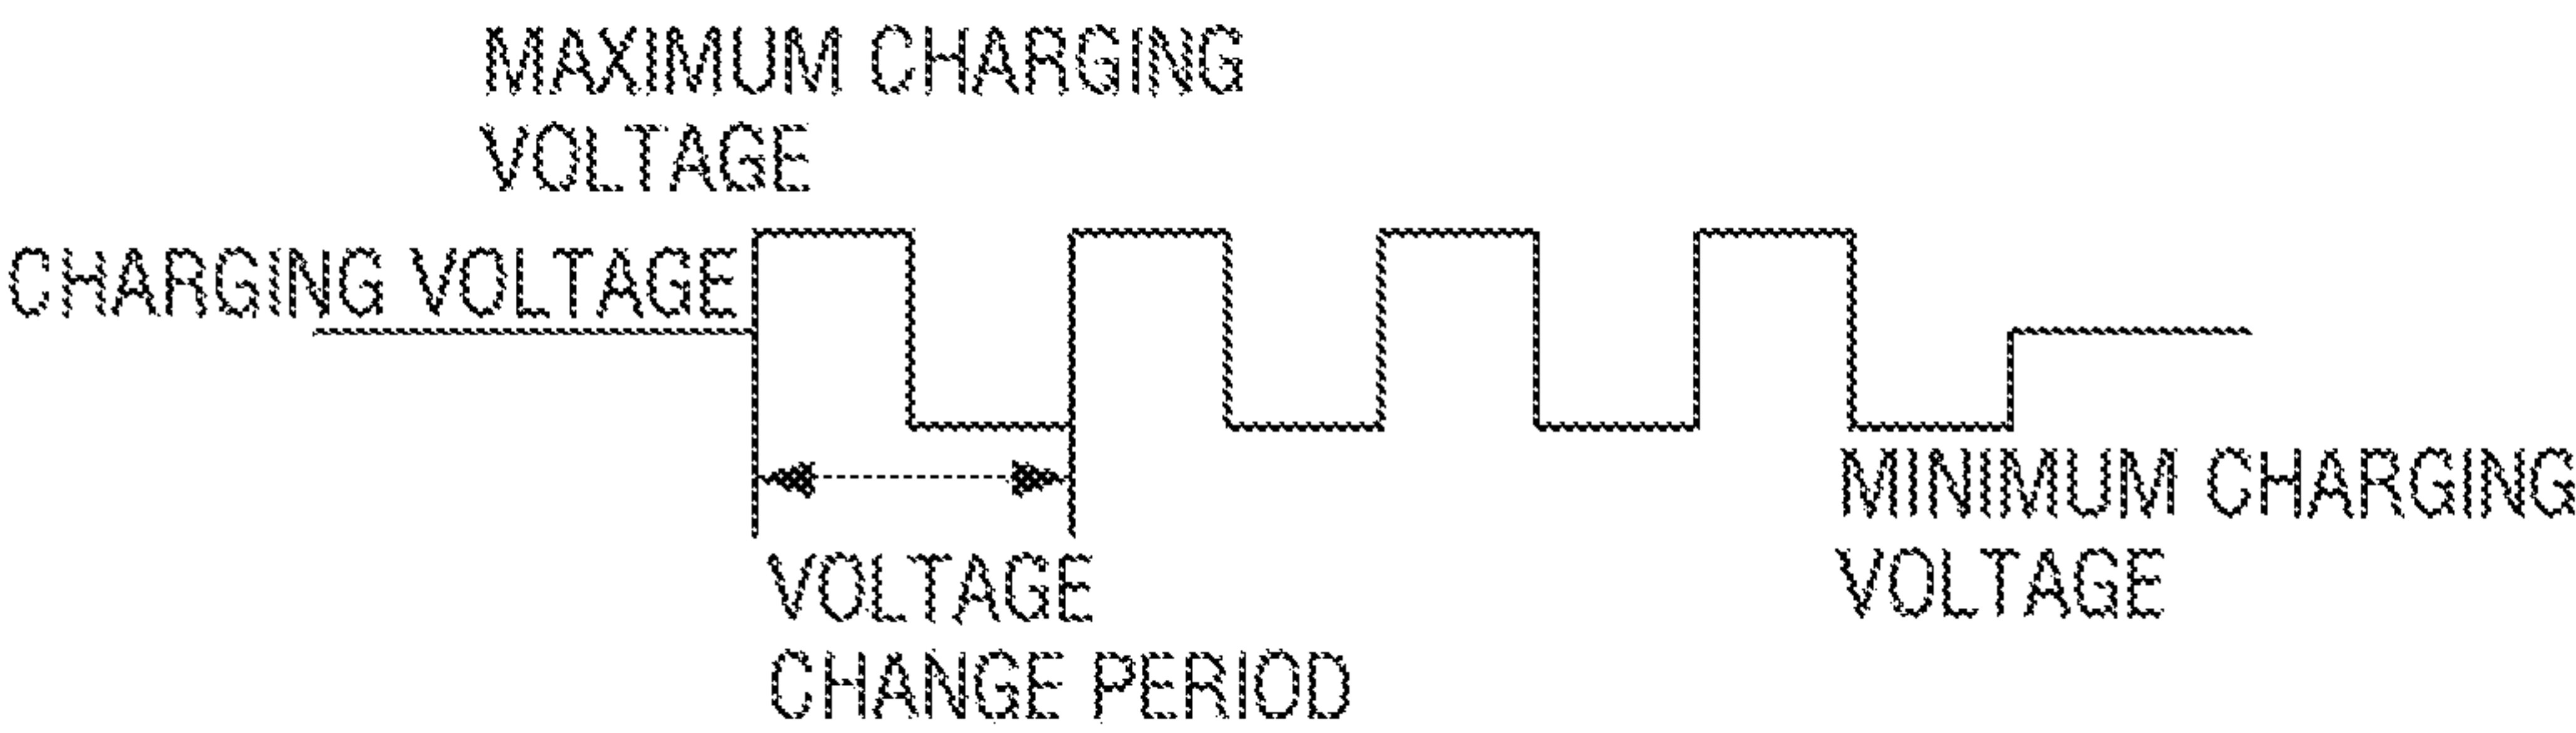 MAXIMUM CHARGING
VOLTAGE
CHARGING VOLTAGE
MINIMUM CHARGING
VOLTAGE
VOLTAGE
CHANGE PERIOD